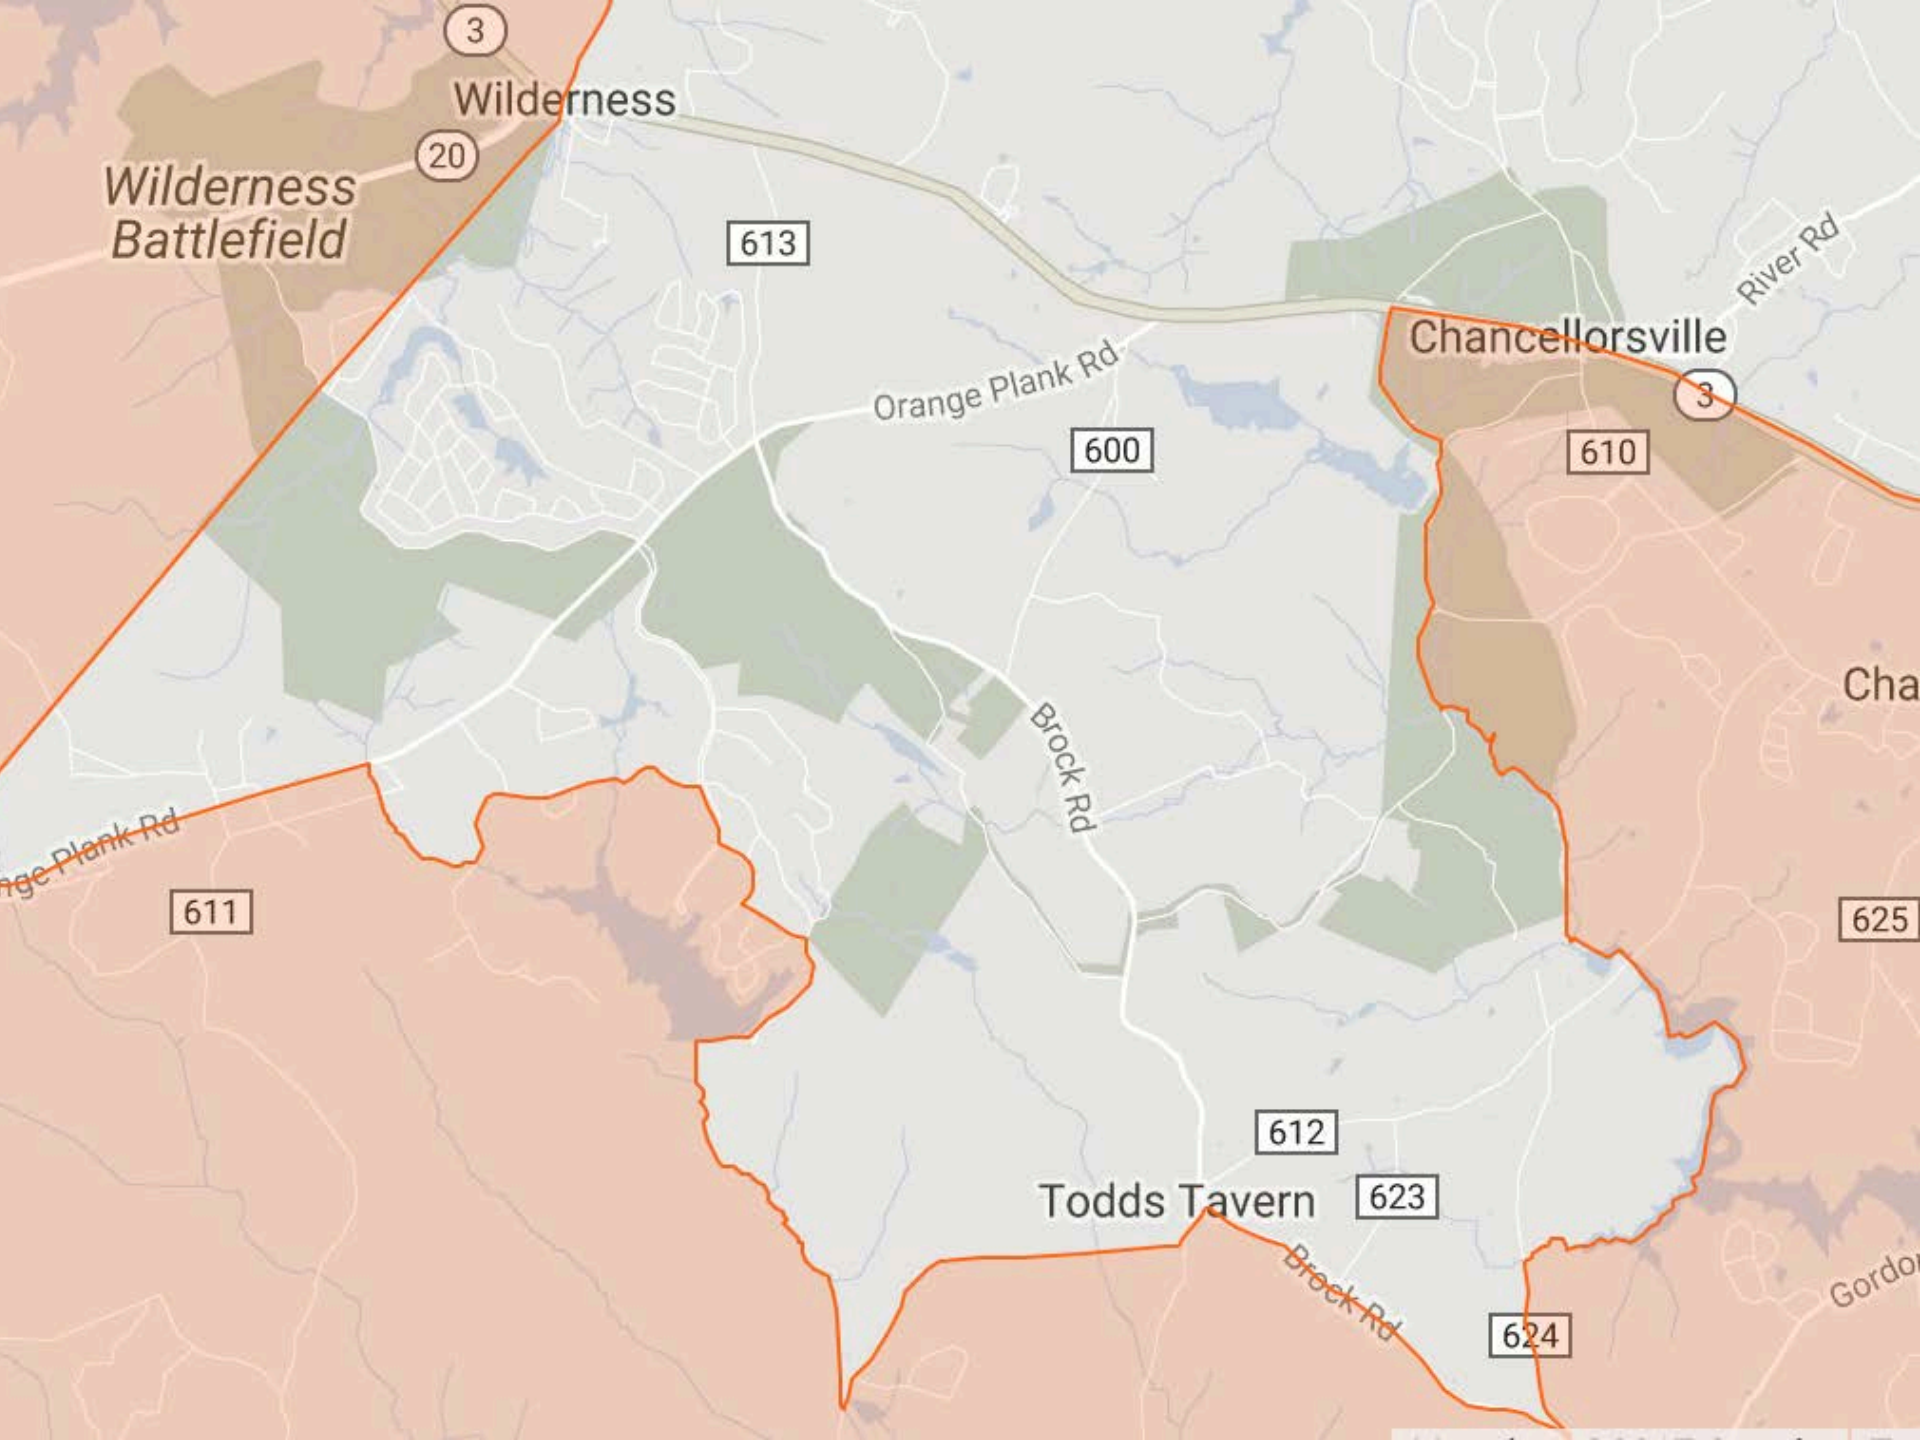 3
Wilderness
20
Wilderness
Battlefield
613
River Rd
Chancellorsville
Orange Plank Rd
3
600
610
Cha
Brock Rd
nge Plank Rd
611
625
612
Todds Tavern
623
Brock Rd
Gordon
624